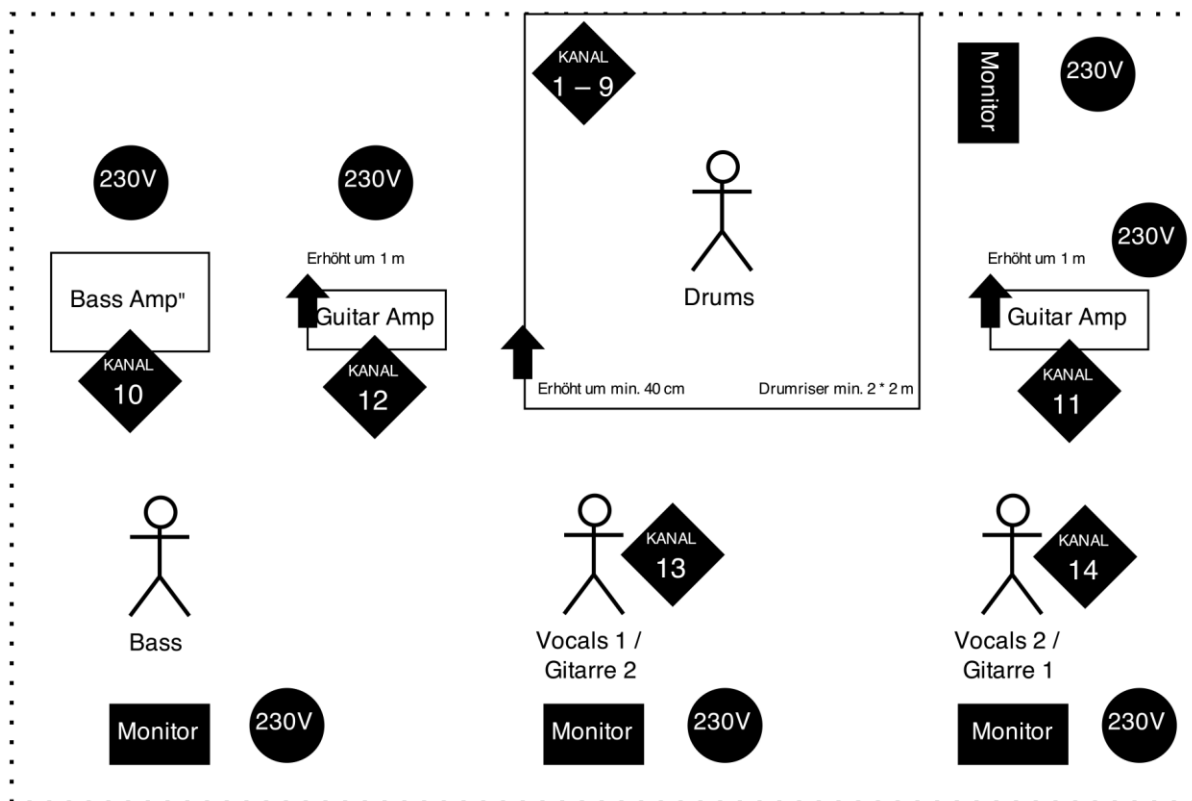 KANAL
1 – 9
Monitor
230V
230V
230V
230V
Erhöht um 1 m
Erhöht um 1 m
Bass Amp"
Guitar Amp
Drums
Guitar Amp
KANAL
10
KANAL
12
Erhöht um min. 40 cm
Drumriser min. 2 * 2 m
KANAL
11
KANAL
13
KANAL
14
Bass
Vocals 1 /
Gitarre 2
Vocals 2 /
Gitarre 1
Monitor
230V
Monitor
230V
Monitor
230V